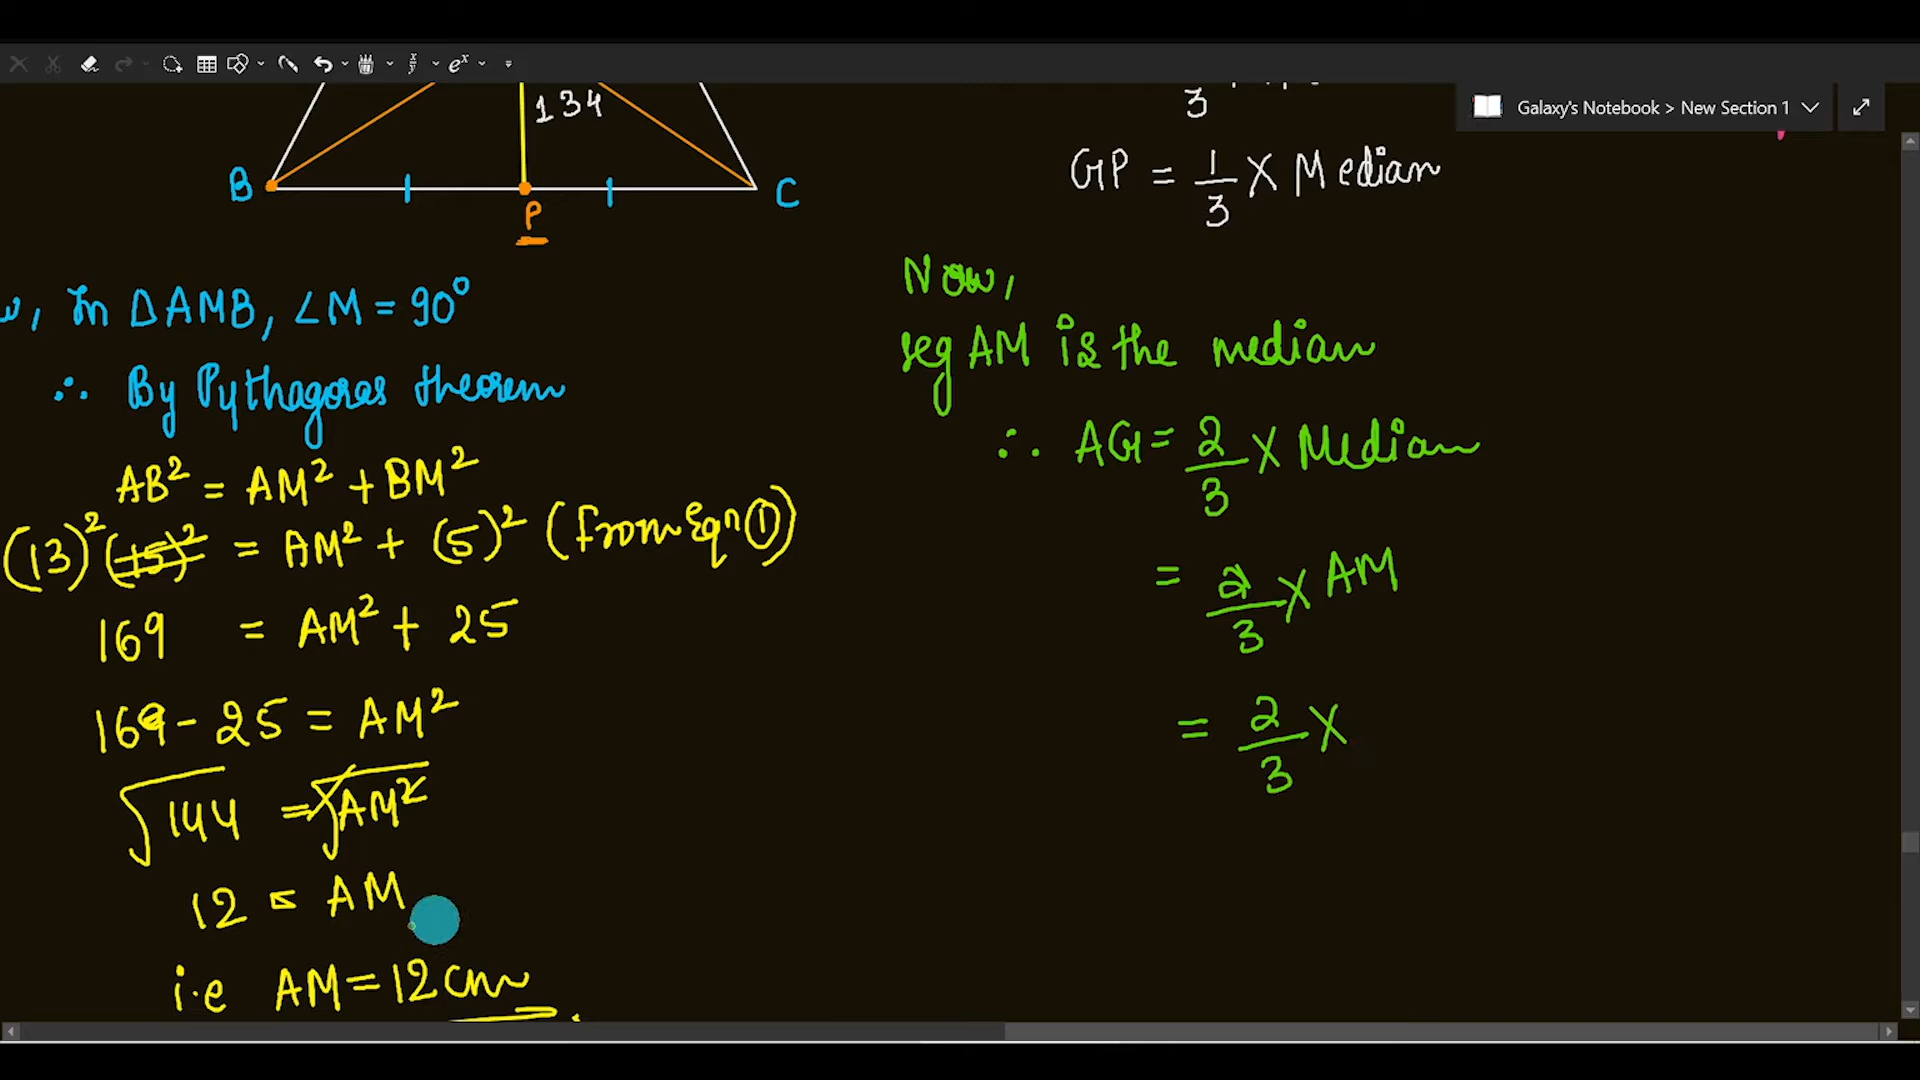 Galaxy's Notebook > New Section 1
134
B
C
P
3
GP = 1/3 X Median
, In ΔAMB, ∠M = 90°
∴ By Pythagoras theorem
AB² = AM² + BM²
(13)² (15)² = AM² + (5)² (from Eqn ①)
169 = AM² + 25
169 - 25 = AM²
√144 = √AM²
12 = AM
i.e AM = 12 cm
Now,
seg AM is the median
∴ AG = 2/3 X Median
= 2/3 X AM
= 2/3 X